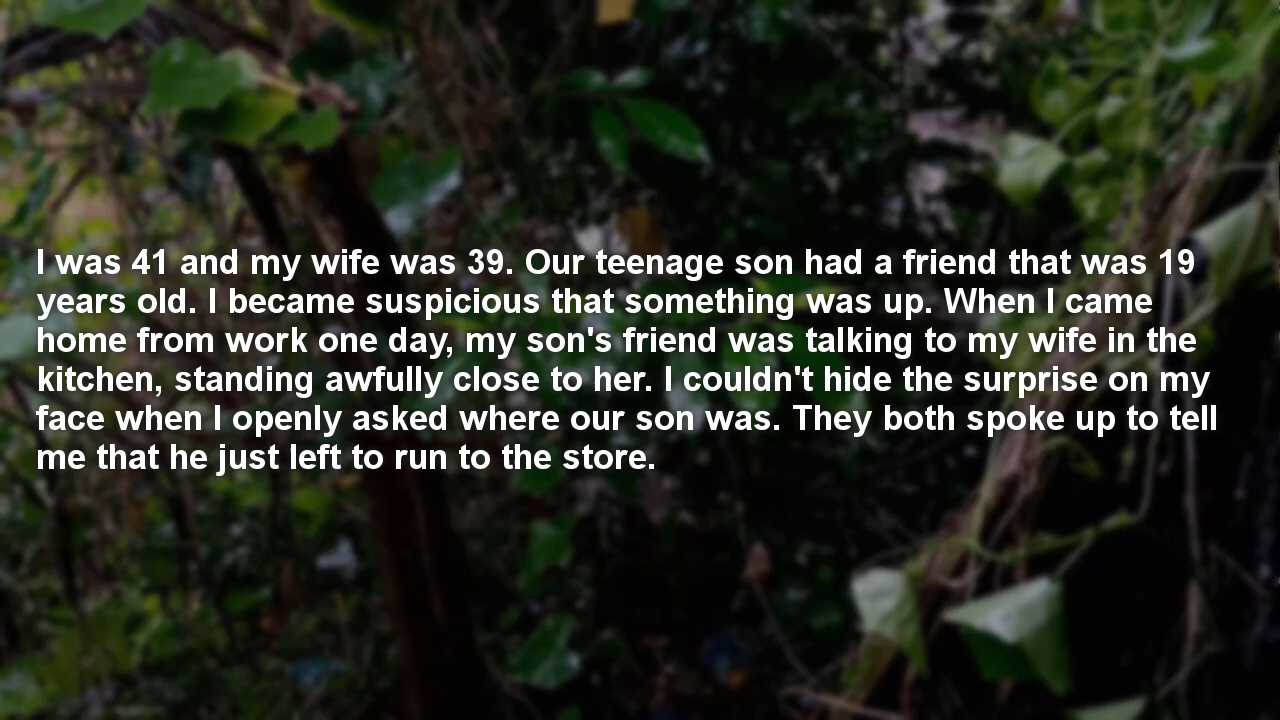 I was 41 and my wife was 39. Our teenage son had a friend that was 19
years old. I became suspicious that something was up. When I came
home from work one day, my son's friend was talking to my wife in the
kitchen, standing awfully close to her. I couldn't hide the surprise on my
face when I openly asked where our son was. They both spoke up to tell
me that he just left to run to the store.